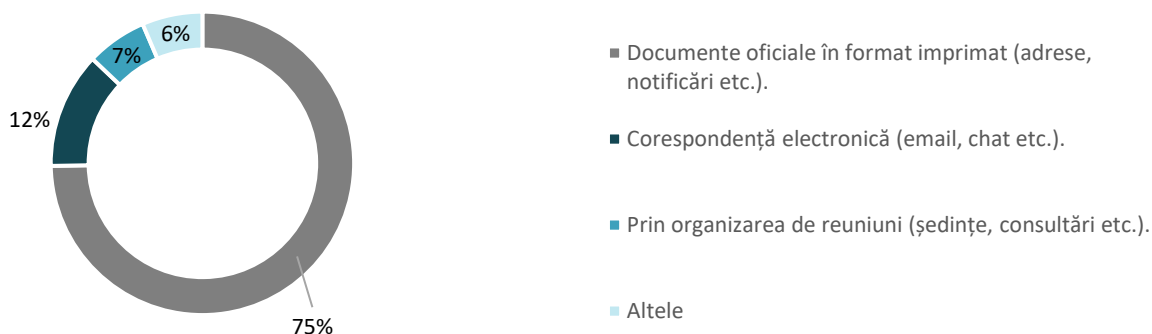 6%
7%
12%
75%
Documente oficiale în format imprimat (adrese,
notificări etc.).
Corespondență electronică (email, chat etc.).
Prin organizarea de reuniuni (ședințe, consultări etc.).
Altele